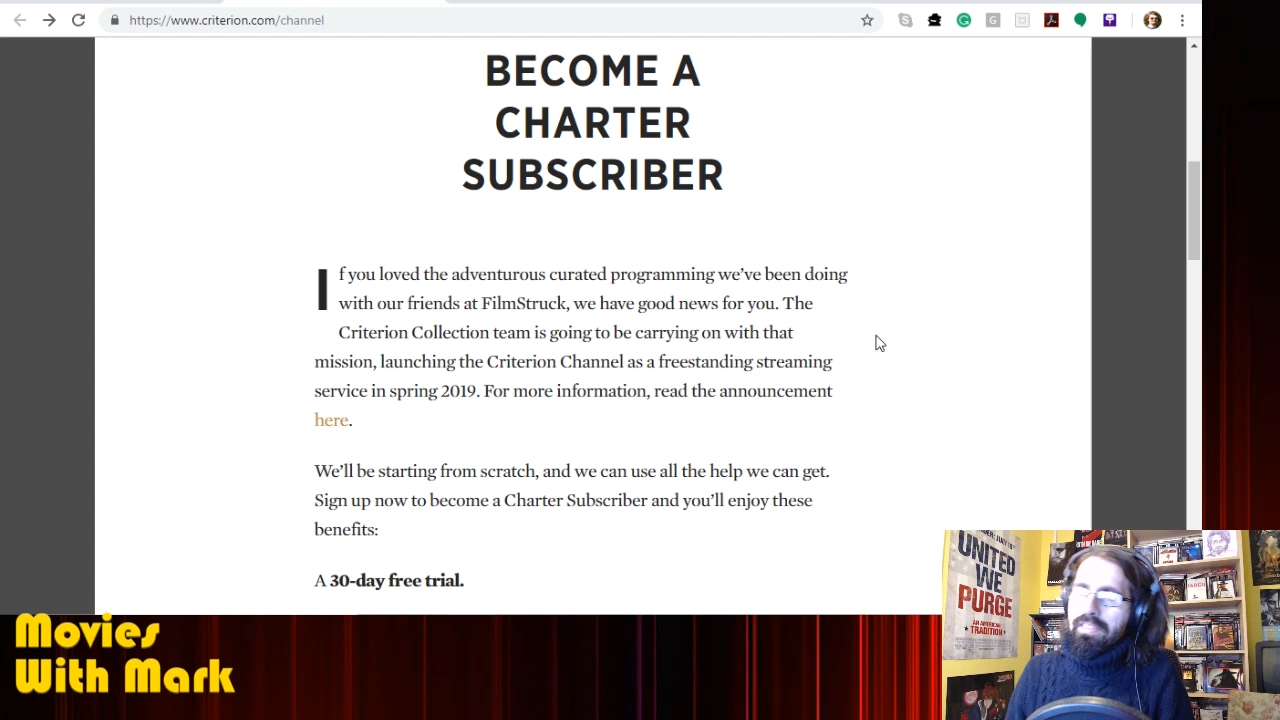 https://www.criterion.com/channel
BECOME A
CHARTER
SUBSCRIBER
If you loved the adventurous curated programming we've been doing
with our friends at FilmStruck, we have good news for you. The
Criterion Collection team is going to be carrying on with that
mission, launching the Criterion Channel as a freestanding streaming
service in spring 2019. For more information, read the announcement
here.
We'll be starting from scratch, and we can use all the help we can get.
Sign up now to become a Charter Subscriber and you'll enjoy these
benefits:
A 30-day free trial.
UNITED
WE
PURGE
AN AMERICAN
TRADITION
Movies
With Mark